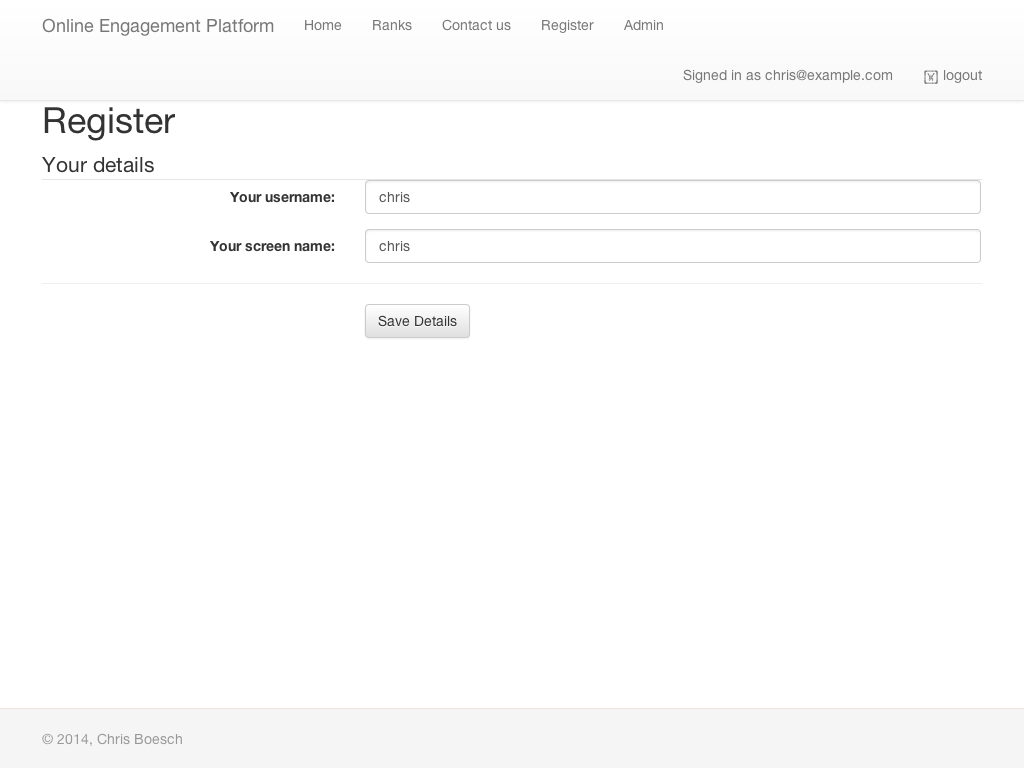 Online Engagement Platform Home Ranks Contact us Register Admin
Signed in as chris@example.com logout
Register
Your details
Your username: chris
Your screen name: chris
Save Details
© 2014, Chris Boesch